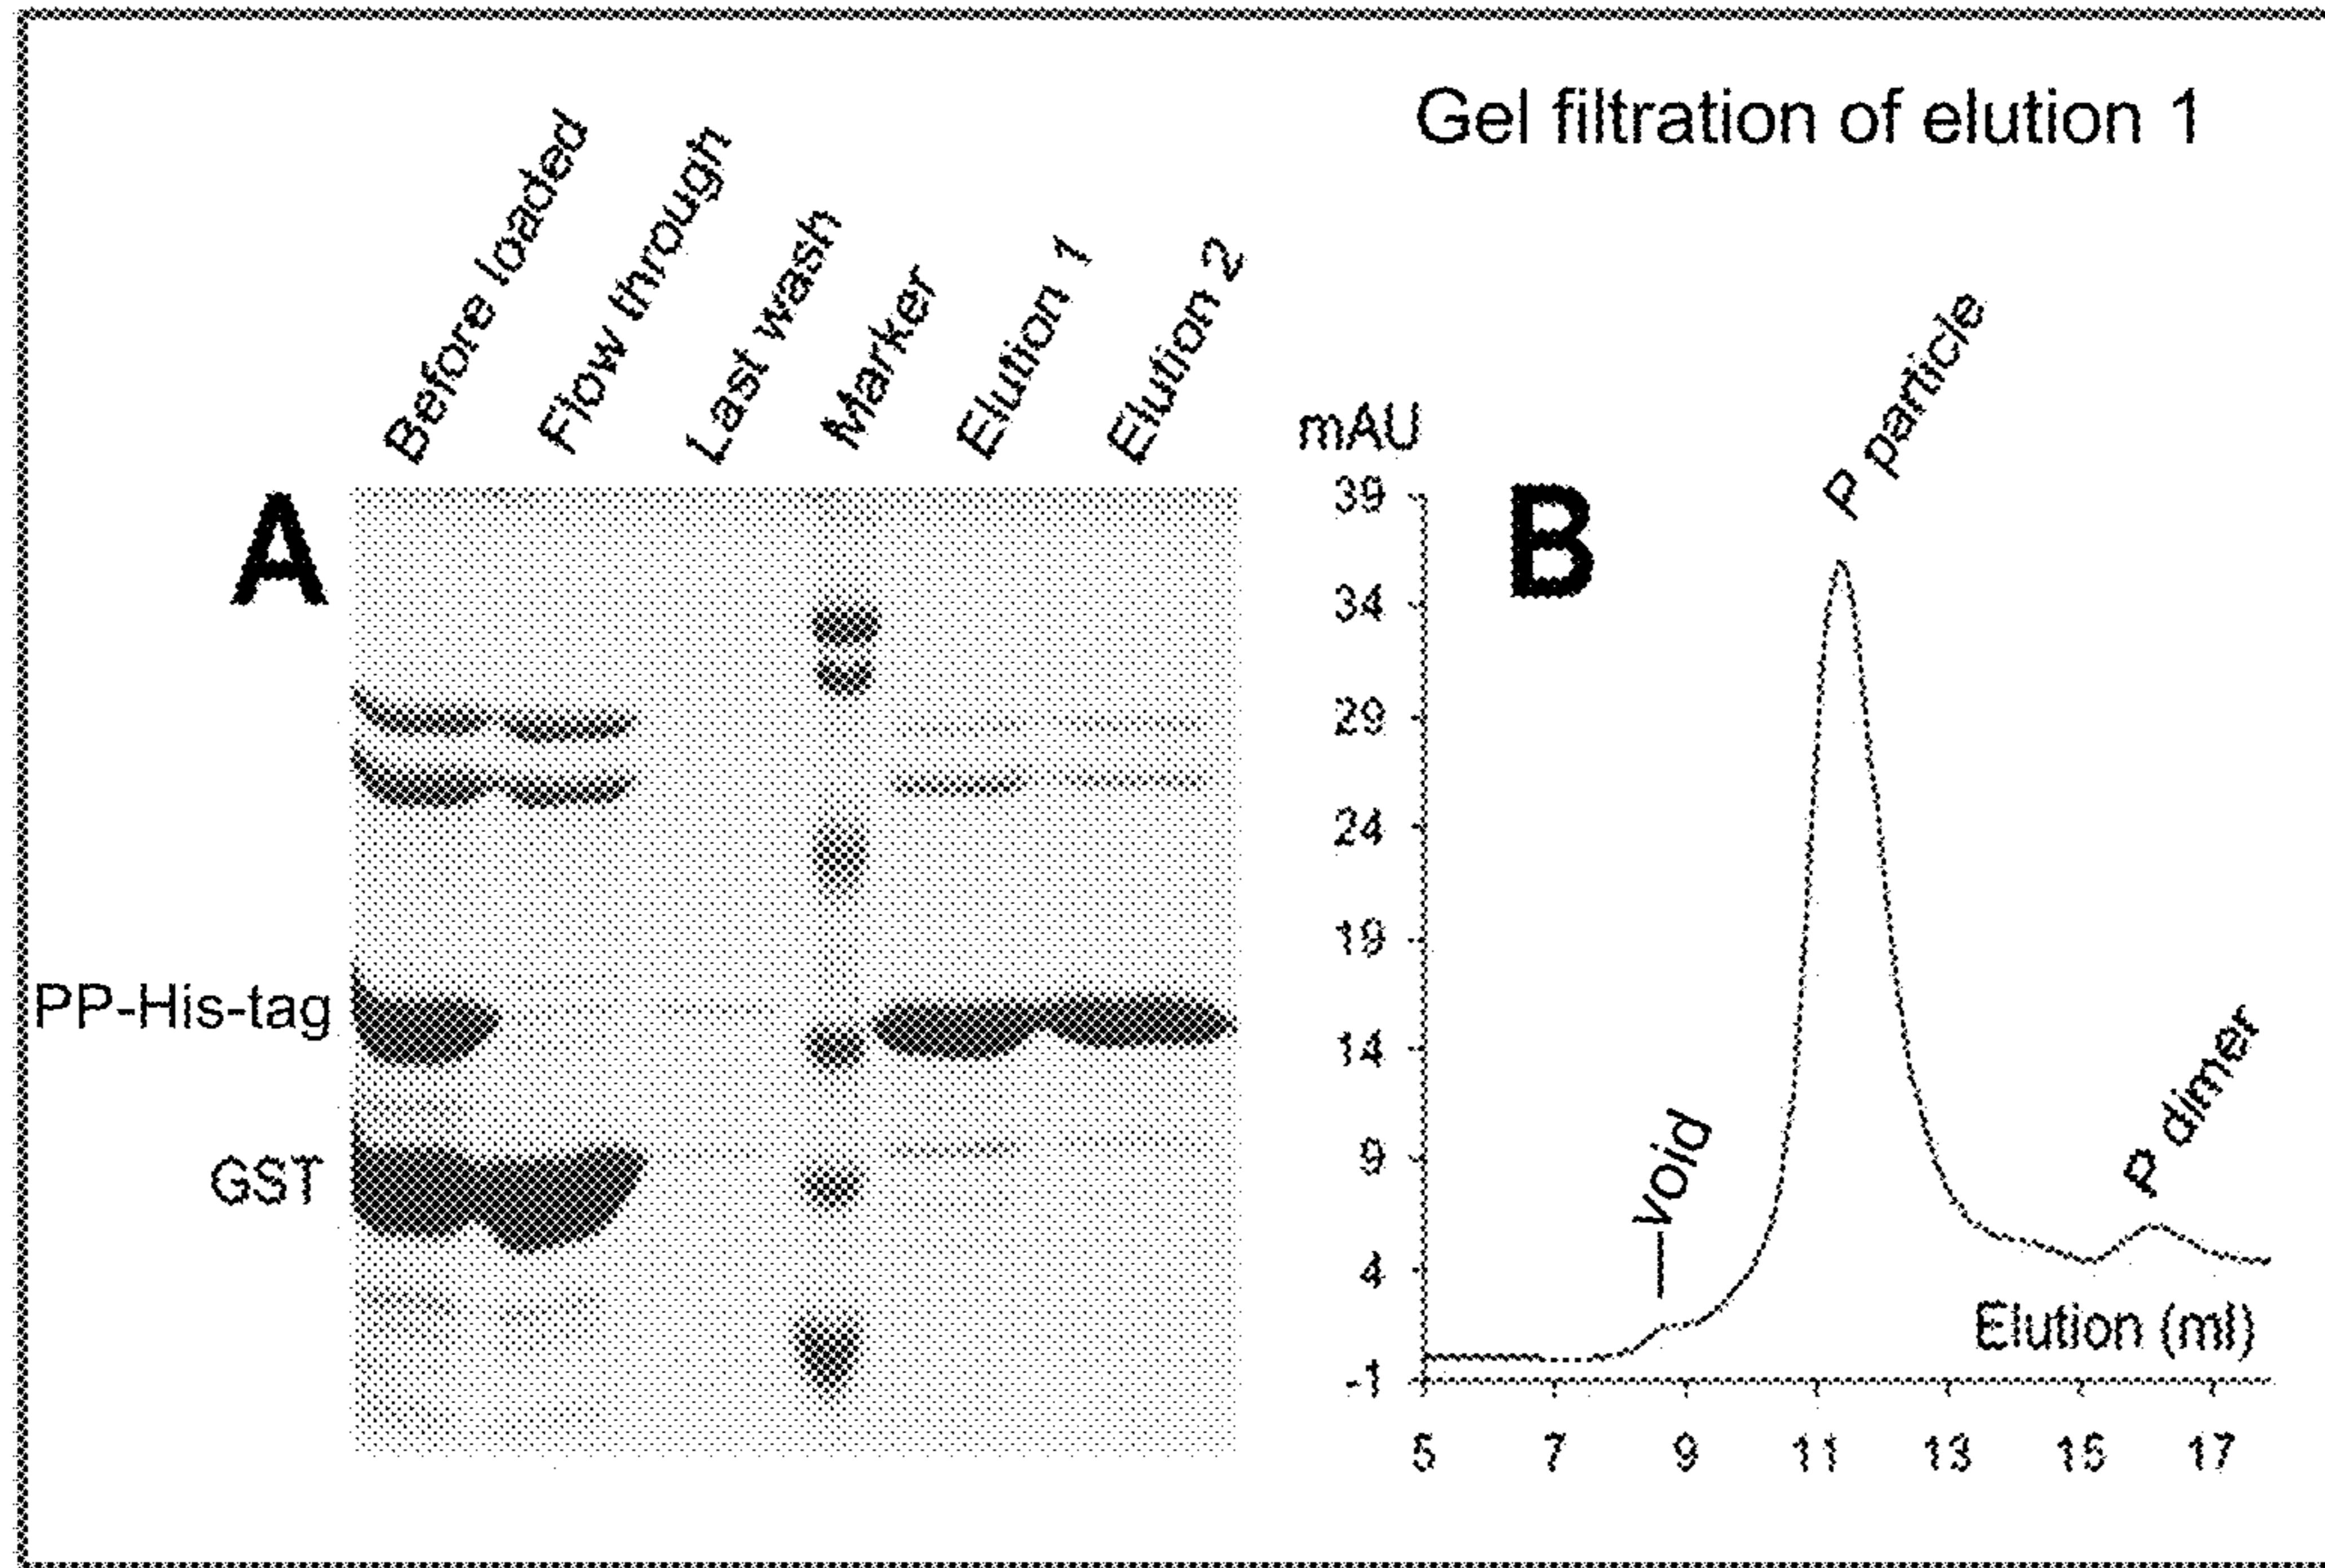 Gel filtration of elution 1
Before loaded
Flow through
Last wash
Marker
Elution 1
Elution 2
A
PP-His-tag
GST
mAU
B
P particle
void
P dimer
39
34
29
24
19
14
9
4
-1
Elution (ml)
5 7 9 11 13 15 17